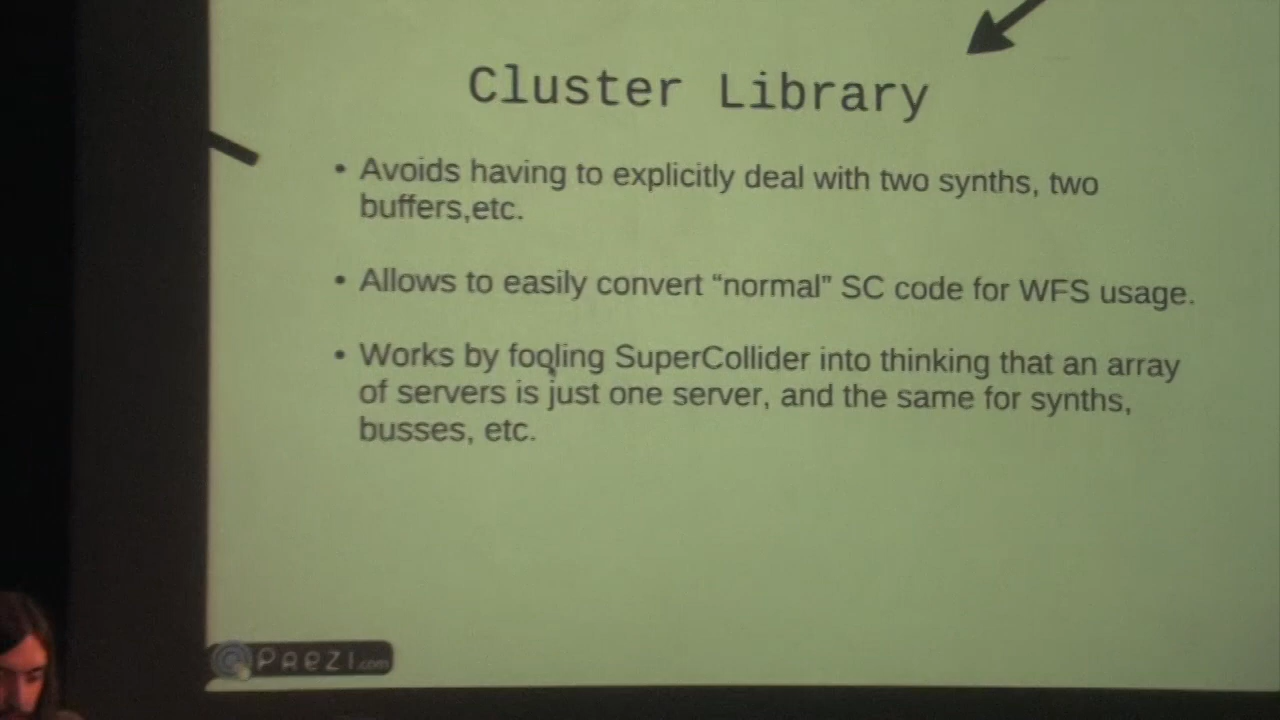 Cluster Library
• Avoids having to explicitly deal with two synths, two
buffers,etc.
• Allows to easily convert “normal” SC code for WFS usage.
• Works by fooling SuperCollider into thinking that an array
of servers is just one server, and the same for synths,
busses, etc.
PREZI.com